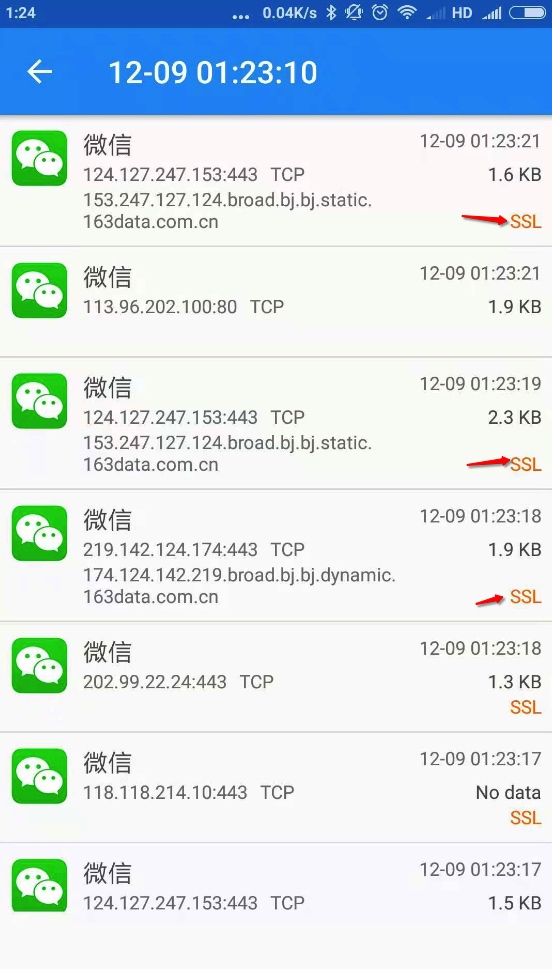 1:24 ... 0.04K/s HD
12-09 01:23:10
微信 12-09 01:23:21
124.127.247.153:443 TCP 1.6 KB
153.247.127.124.broad.bj.bj.static.
163data.com.cn SSL
微信 12-09 01:23:21
113.96.202.100:80 TCP 1.9 KB
微信 12-09 01:23:19
124.127.247.153:443 TCP 2.3 KB
153.247.127.124.broad.bj.bj.static.
163data.com.cn SSL
微信 12-09 01:23:18
219.142.124.174:443 TCP 1.9 KB
174.124.142.219.broad.bj.bj.dynamic.
163data.com.cn SSL
微信 12-09 01:23:18
202.99.22.24:443 TCP 1.3 KB
SSL
微信 12-09 01:23:17
118.118.214.10:443 TCP No data
SSL
微信 12-09 01:23:17
124.127.247.153:443 TCP 1.5 KB